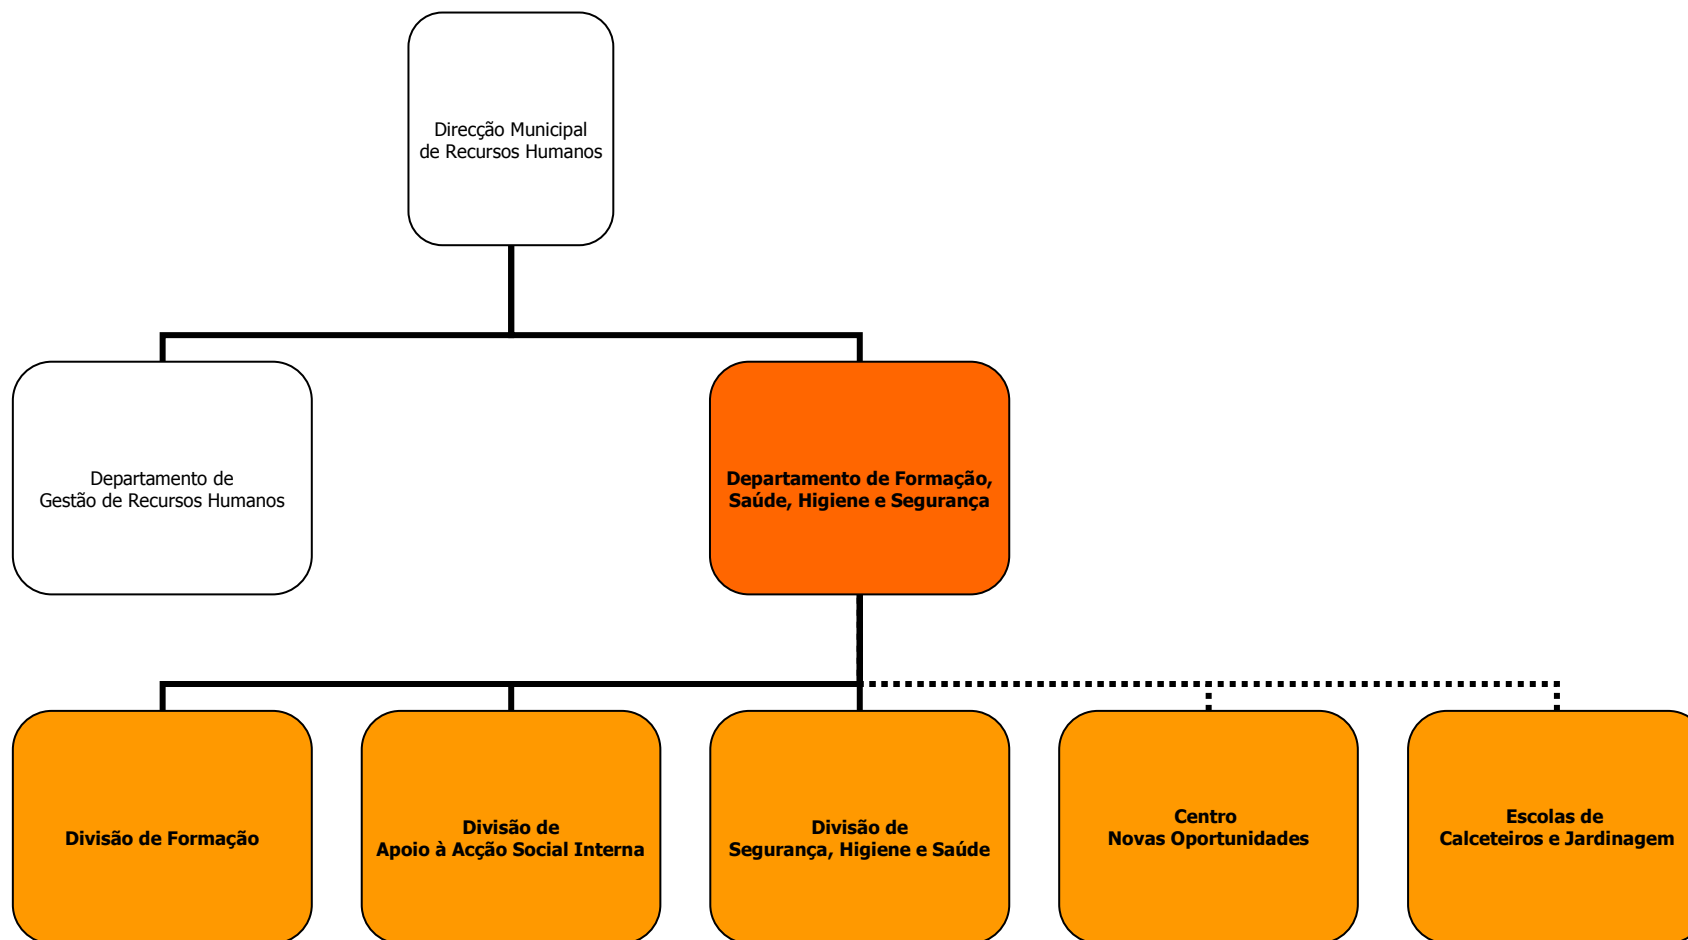 Direcção Municipal
de Recursos Humanos
Departamento de
Gestão de Recursos Humanos
Departamento de Formação,
Saúde, Higiene e Segurança
Divisão de Formação
Divisão de
Apoio à Acção Social Interna
Divisão de
Segurança, Higiene e Saúde
Centro
Novas Oportunidades
Escolas de
Calceteiros e Jardinagem